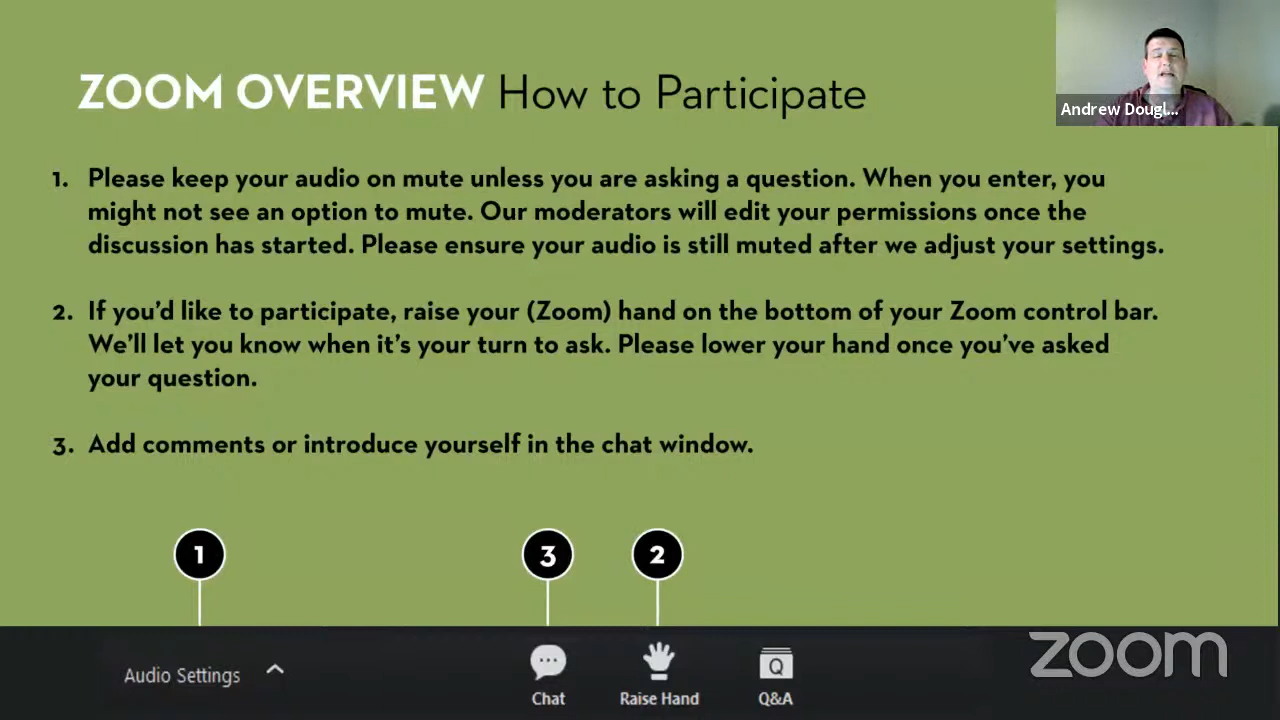 ZOOM OVERVIEW How to Participate
Andrew Dougl...
1. Please keep your audio on mute unless you are asking a question. When you enter, you
might not see an option to mute. Our moderators will edit your permissions once the
discussion has started. Please ensure your audio is still muted after we adjust your settings.
2. If you’d like to participate, raise your (Zoom) hand on the bottom of your Zoom control bar.
We’ll let you know when it’s your turn to ask. Please lower your hand once you’ve asked
your question.
3. Add comments or introduce yourself in the chat window.
1
3
2
Audio Settings
Chat
Raise Hand
Q
Q&A
zoom